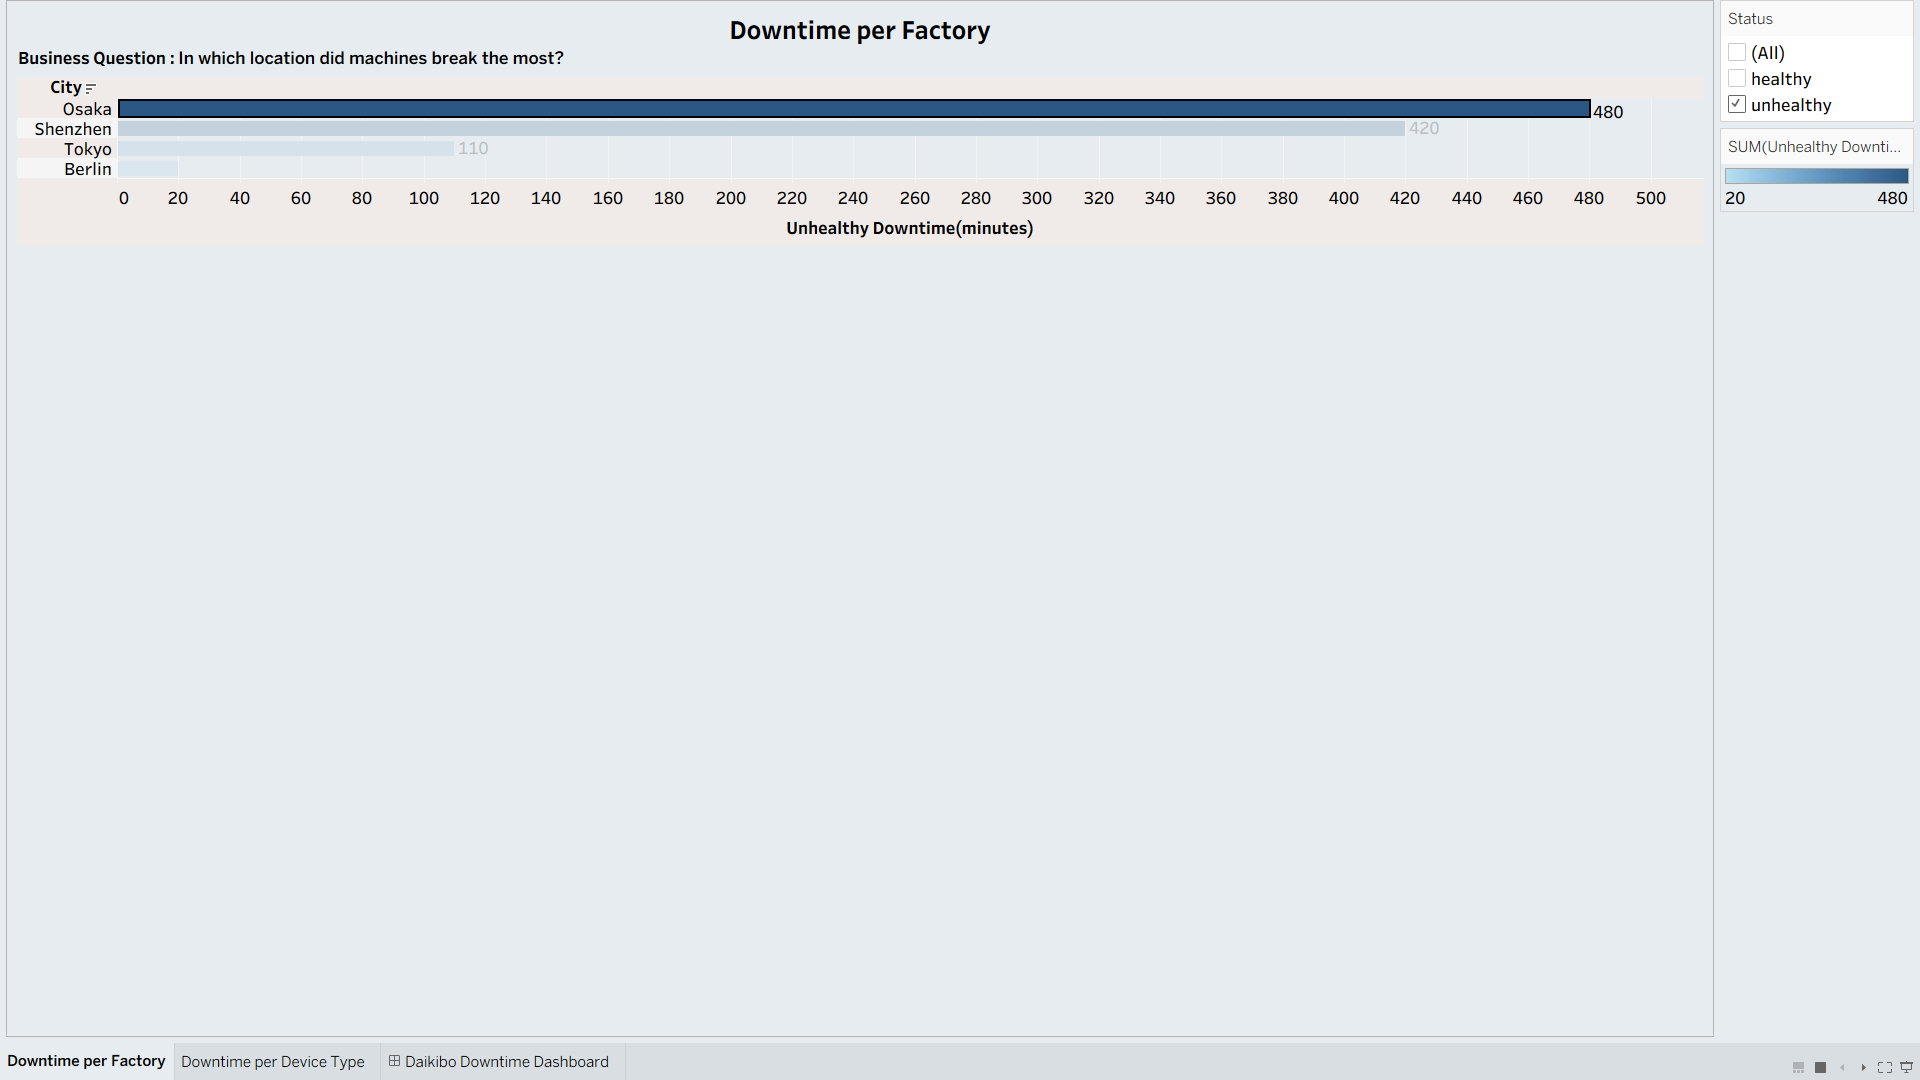 Downtime per Factory
Business Question : In which location did machines break the most?
City
Osaka 480
Shenzhen 420
Tokyo 110
Berlin
0 20 40 60 80 100 120 140 160 180 200 220 240 260 280 300 320 340 360 380 400 420 440 460 480 500
Unhealthy Downtime(minutes)
Status
(All)
healthy
unhealthy
SUM(Unhealthy Downti...
20 480
Downtime per Factory Downtime per Device Type Daikibo Downtime Dashboard